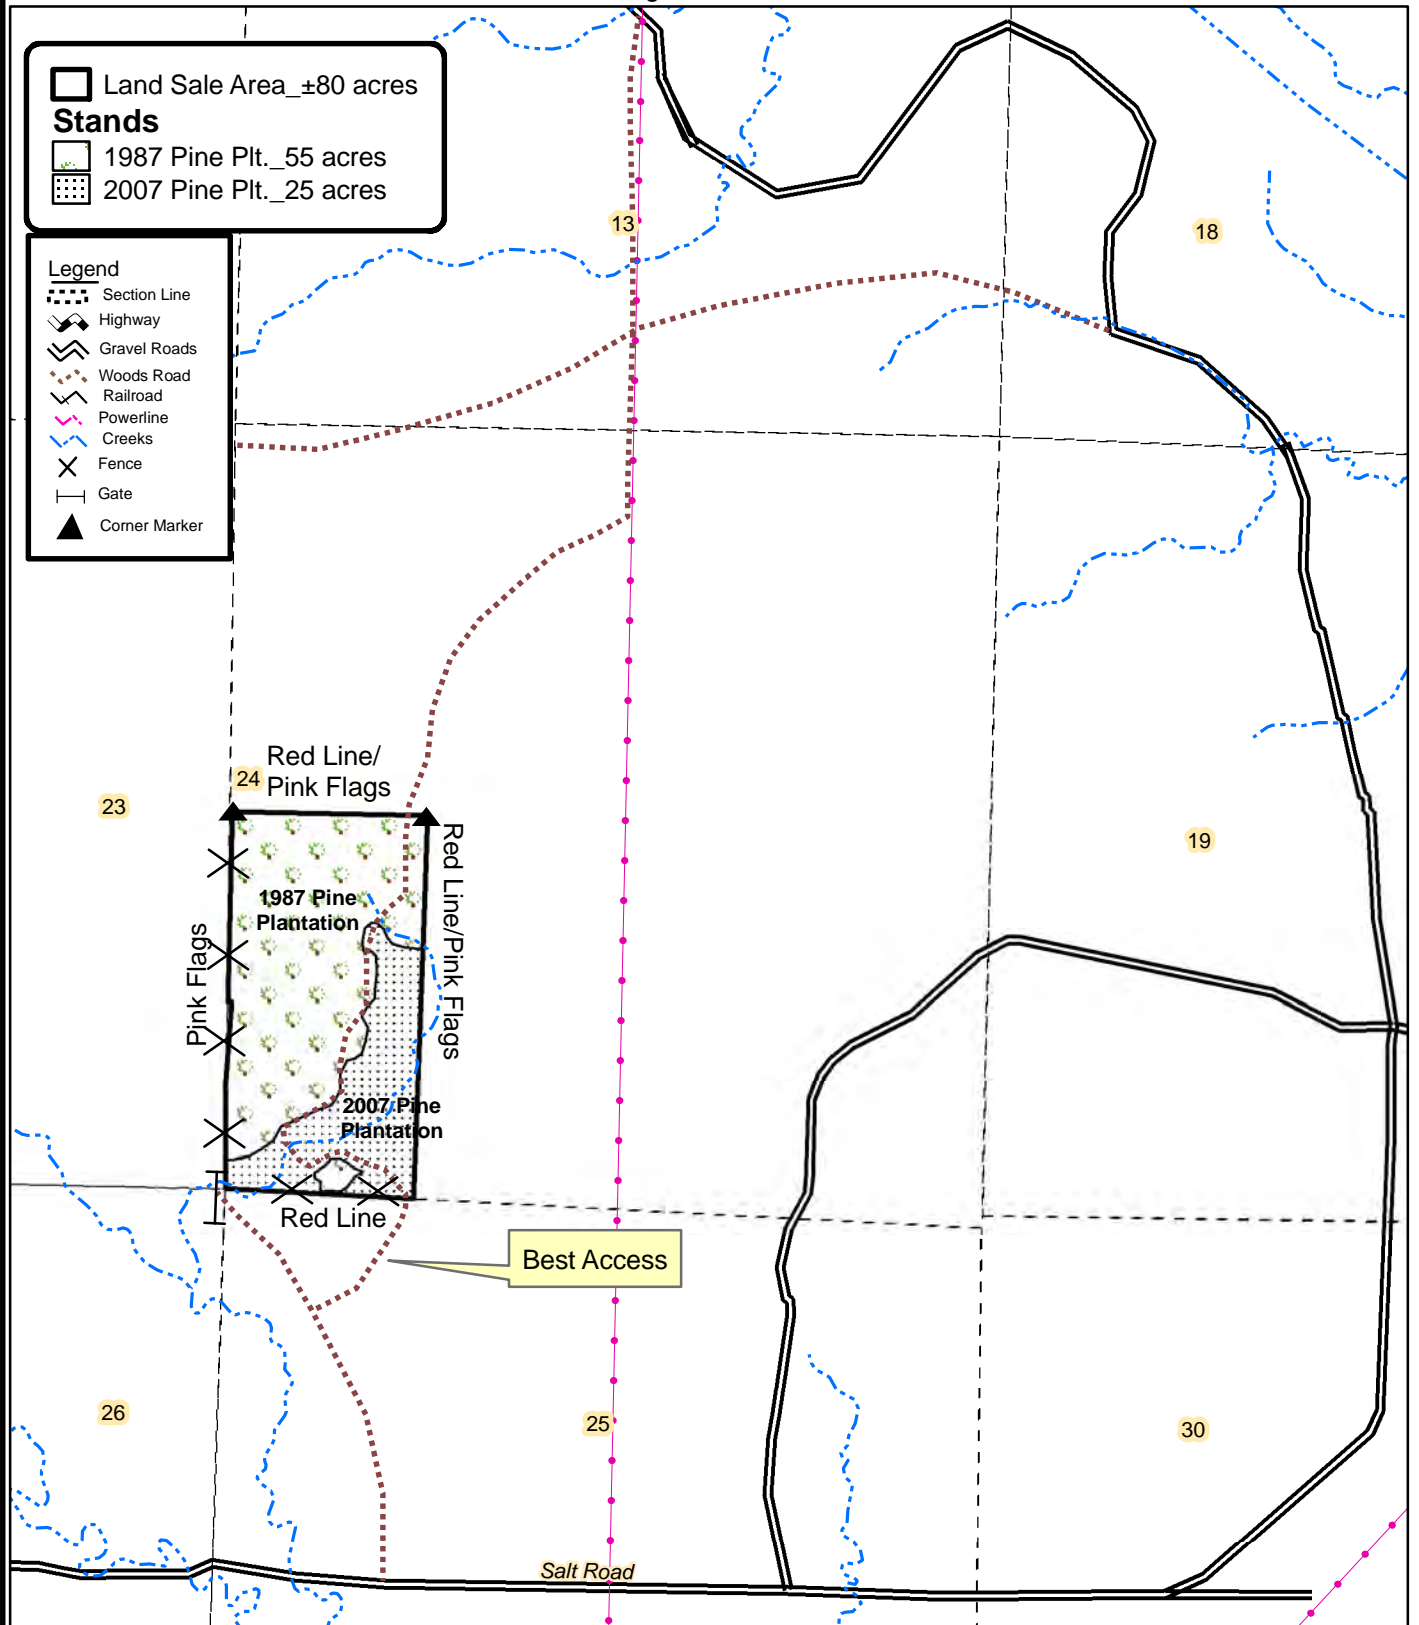 Land Sale Area_±80 acres
Stands
1987 Pine Plt._55 acres
2007 Pine Plt._25 acres
Legend
Section Line
Highway
Gravel Roads
Woods Road
Railroad
Powerline
Creeks
Fence
Gate
Corner Marker
13
18
24
Red Line/
Pink Flags
23
19
1987 Pine
Plantation
Red Line/Pink Flags
Pink Flags
2007 Pine
Plantation
Red Line
Best Access
26
25
30
Salt Road